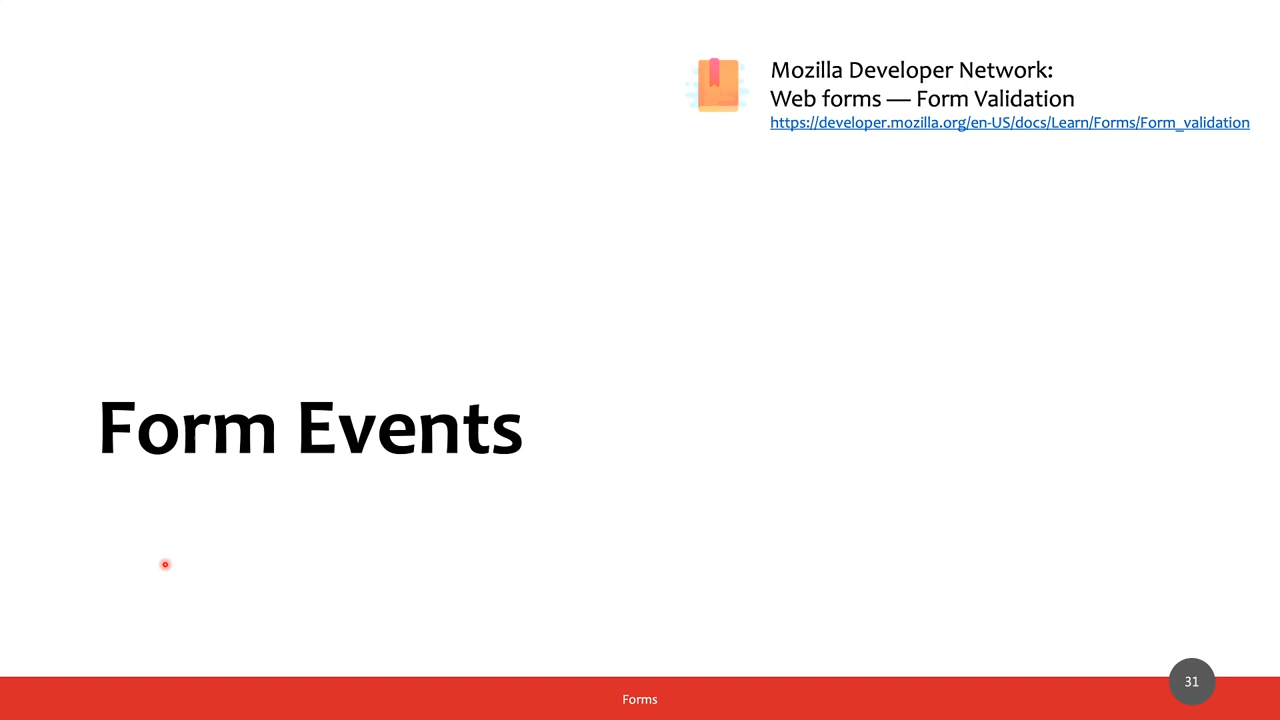 Mozilla Developer Network:
Web forms — Form Validation
https://developer.mozilla.org/en-US/docs/Learn/Forms/Form_validation
Form Events
31
Forms